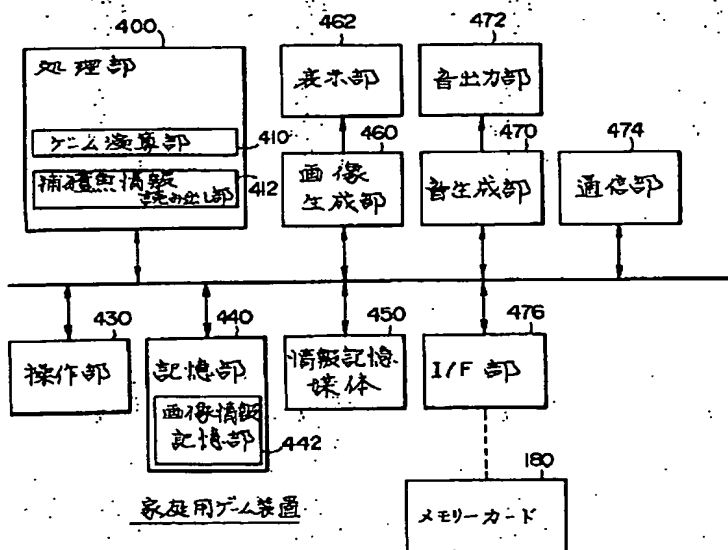 400
処理部
ゲーム演算部
410
捕獲魚情報
読み出し部
412
462
表示部
460
画像
生成部
472
音出力部
470
音生成部
474
通信部
430
操作部
440
記憶部
画像情報
記憶部
442
450
情報記憶
媒体
476
I/F 部
180
メモリーカード
家庭用ゲーム装置